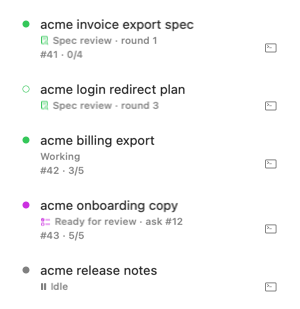 acme invoice export spec
Spec review · round 1
#41 · 0/4
acme login redirect plan
Spec review · round 3
acme billing export
Working
#42 · 3/5
acme onboarding copy
Ready for review · ask #12
#43 · 5/5
acme release notes
Idle